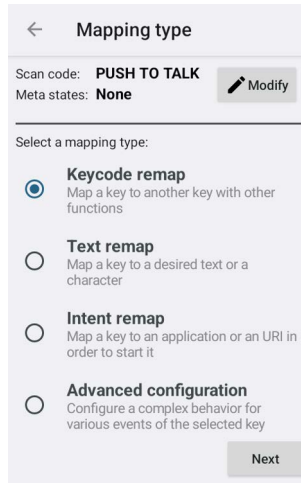 Mapping type
Scan code: PUSH TO TALK
Meta states: None
Modify
Select a mapping type:
Keycode remap
Map a key to another key with other
functions
Text remap
Map a key to a desired text or a
character
Intent remap
Map a key to an application or an URI in
order to start it
Advanced configuration
Configure a complex behavior for
various events of the selected key
Next